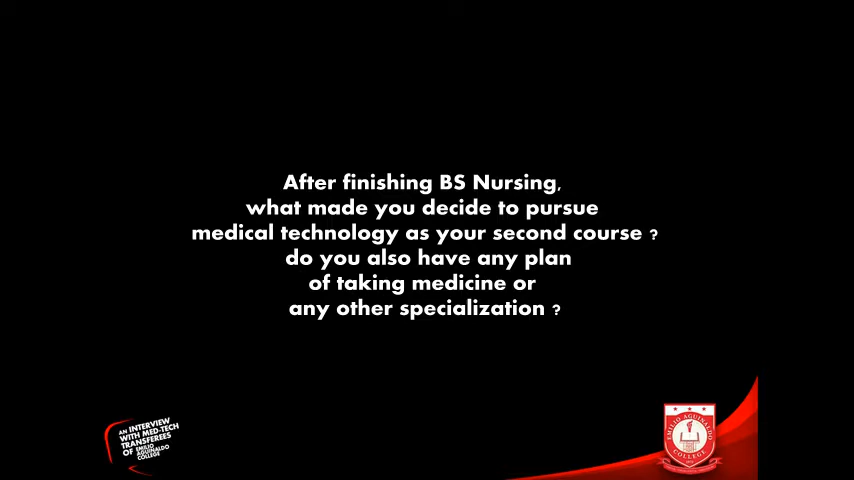 After finishing BS Nursing,
what made you decide to pursue
medical technology as your second course ?
do you also have any plan
of taking medicine or
any other specialization ?
AN INTERVIEW
WITH MED-TECH
TRANSFEREES
OF EMILIO
AGUINALDO
COLLEGE
EMILIO AGUINALDO
COLLEGE